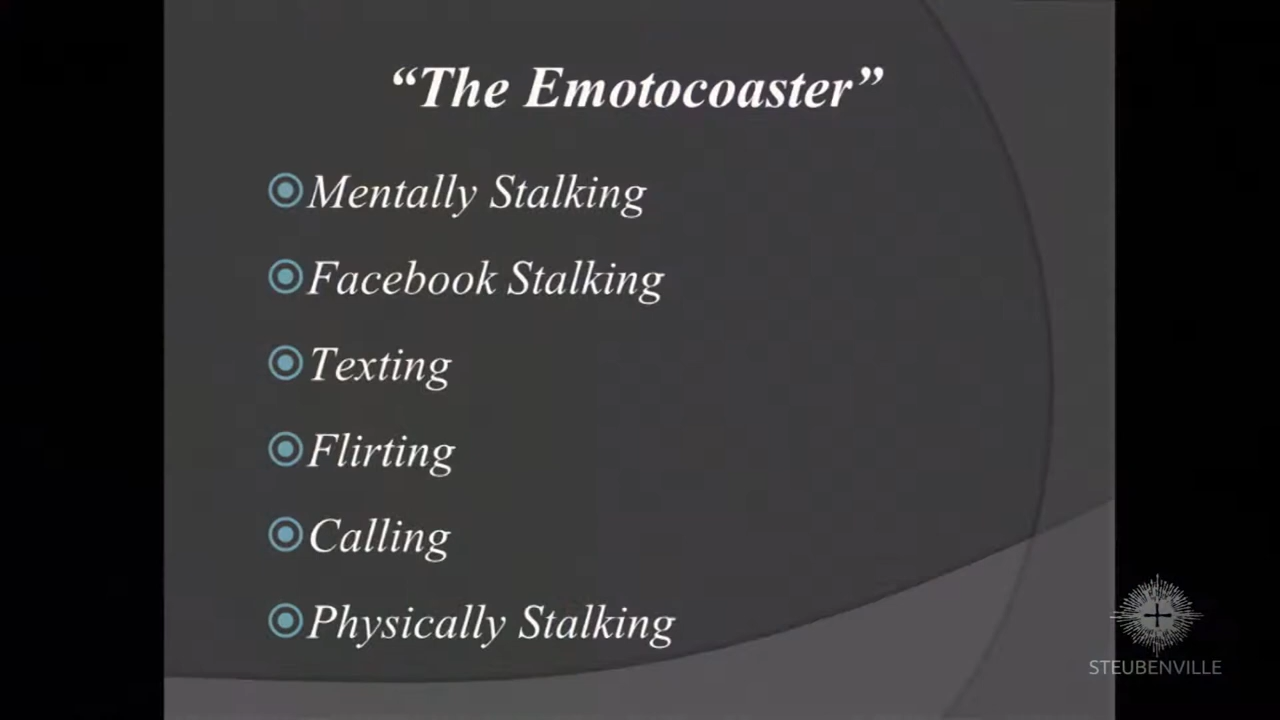 “The Emotocoaster”
Mentally Stalking
Facebook Stalking
Texting
Flirting
Calling
Physically Stalking
STEUBENVILLE